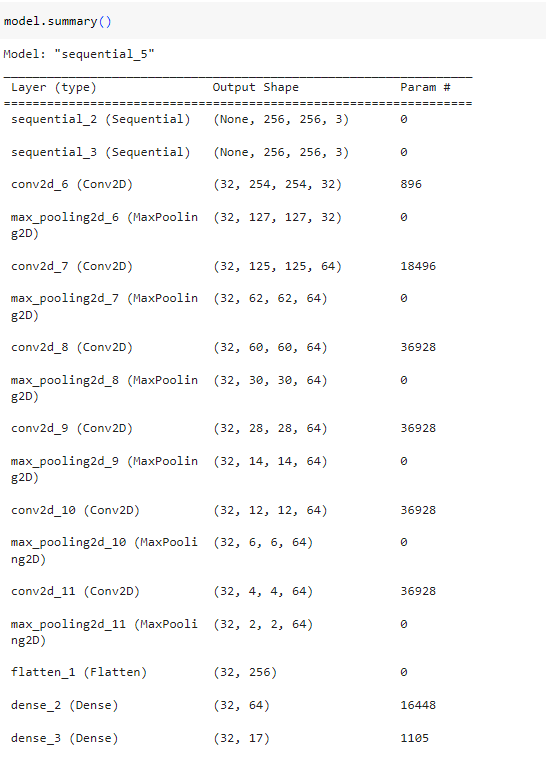 model.summary()
Model: "sequential_5"
_________________________________________________________________
Layer (type) Output Shape Param #
=================================================================
sequential_2 (Sequential) (None, 256, 256, 3) 0
sequential_3 (Sequential) (None, 256, 256, 3) 0
conv2d_6 (Conv2D) (32, 254, 254, 32) 896
max_pooling2d_6 (MaxPoolin (32, 127, 127, 32) 0
g2D)
conv2d_7 (Conv2D) (32, 125, 125, 64) 18496
max_pooling2d_7 (MaxPoolin (32, 62, 62, 64) 0
g2D)
conv2d_8 (Conv2D) (32, 60, 60, 64) 36928
max_pooling2d_8 (MaxPoolin (32, 30, 30, 64) 0
g2D)
conv2d_9 (Conv2D) (32, 28, 28, 64) 36928
max_pooling2d_9 (MaxPoolin (32, 14, 14, 64) 0
g2D)
conv2d_10 (Conv2D) (32, 12, 12, 64) 36928
max_pooling2d_10 (MaxPooli (32, 6, 6, 64) 0
ng2D)
conv2d_11 (Conv2D) (32, 4, 4, 64) 36928
max_pooling2d_11 (MaxPooli (32, 2, 2, 64) 0
ng2D)
flatten_1 (Flatten) (32, 256) 0
dense_2 (Dense) (32, 64) 16448
dense_3 (Dense) (32, 17) 1105